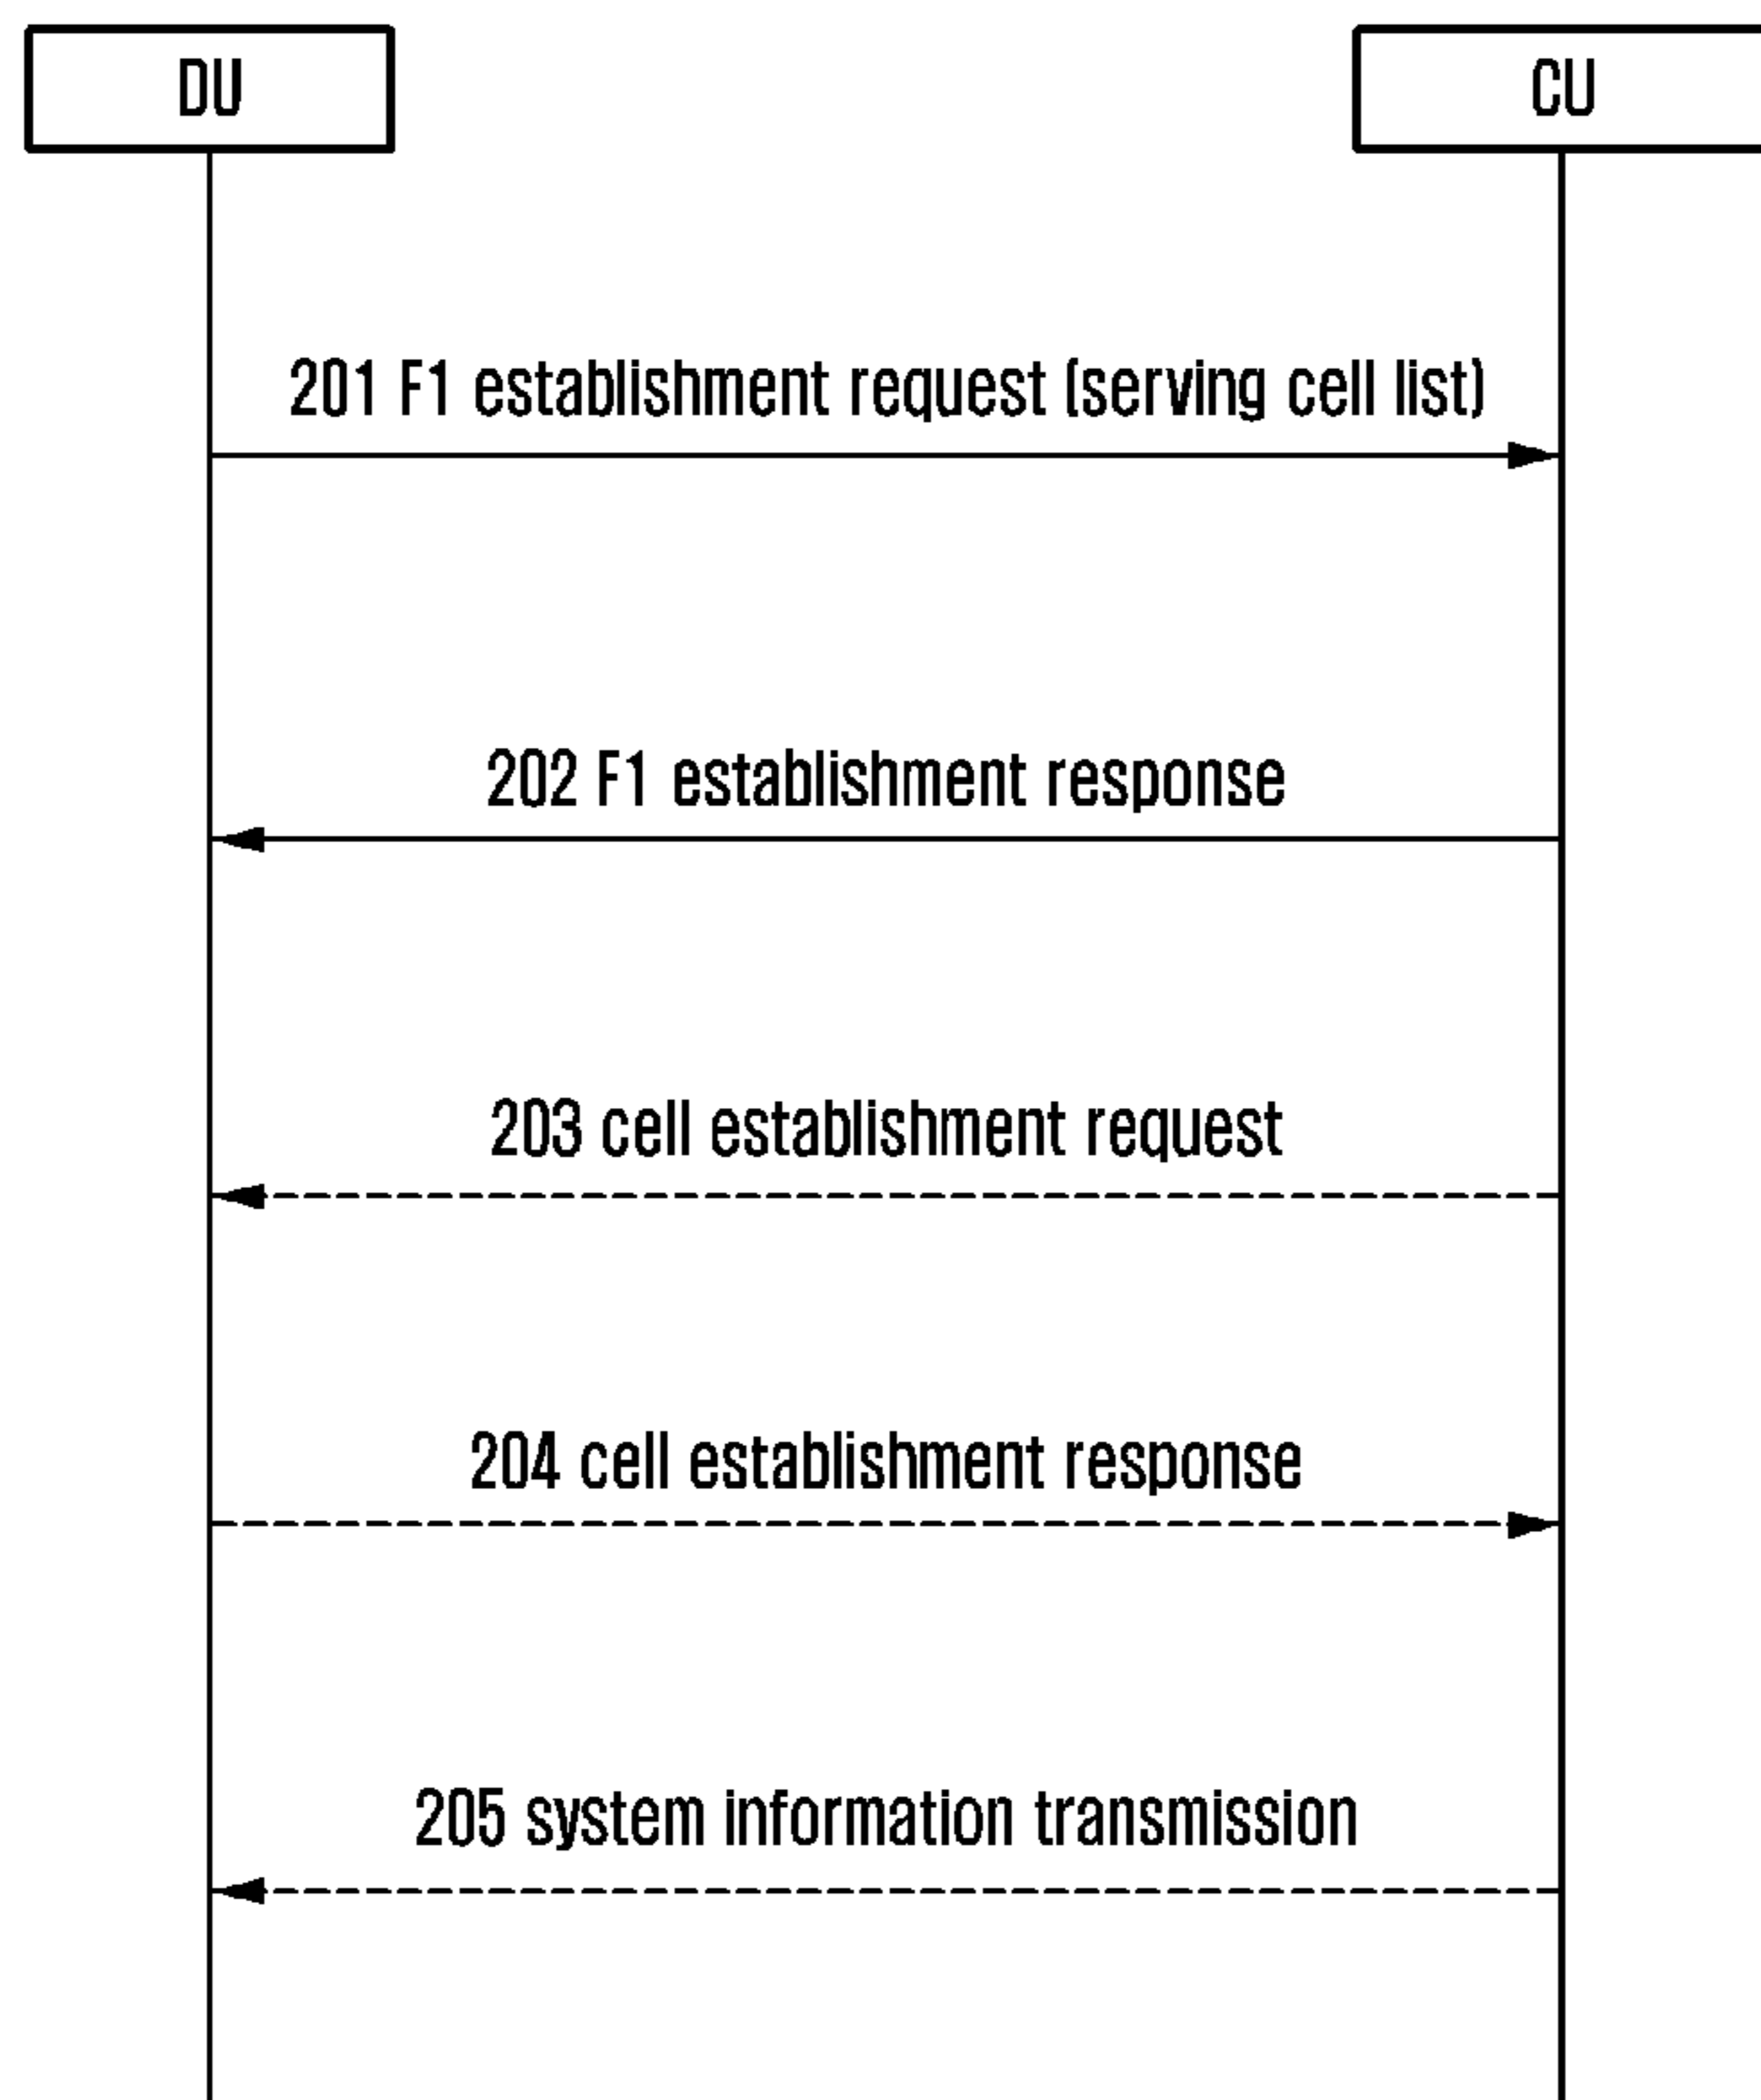 DU
CU
201 F1 establishment request (serving cell list)
202 F1 establishment response
203 cell establishment request
204 cell establishment response
205 system information transmission